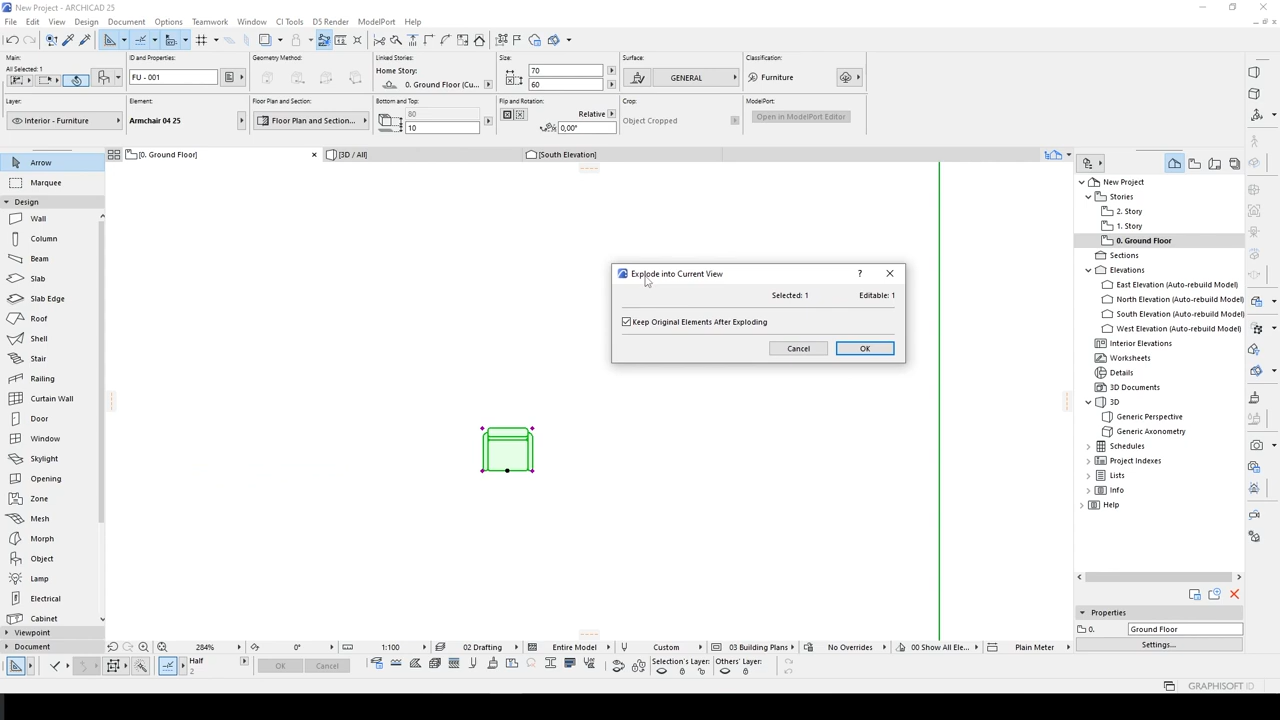 New Project - ARCHICAD 25
File Edit View Design Document Options Teamwork Window CI Tools D5 Render ModelPort Help
Main: ID and Properties: Geometry Method: Linked Stories: Size: Surface: Classification:
All Selected: 1 FU - 001 Home Story: 70 GENERAL Furniture
0. Ground Floor (Cu... 60
Layer: Element: Floor Plan and Section: Bottom and Top: Flip and Rotation: Crop: ModelPort:
Interior - Furniture Armchair 04 25 Floor Plan and Section... 80 Relative Object Cropped Open in ModelPort Editor
10 0,00°
[0. Ground Floor] [3D / All] [South Elevation]
Arrow
Marquee
Design
Wall
Column
Beam
Slab
Slab Edge
Roof
Shell
Stair
Railing
Curtain Wall
Door
Window
Skylight
Opening
Zone
Mesh
Morph
Object
Lamp
Electrical
Cabinet
Viewpoint
Document
Explode into Current View ?
Selected: 1 Editable: 1
Keep Original Elements After Exploding
Cancel OK
New Project
Stories
2. Story
1. Story
0. Ground Floor
Sections
Elevations
East Elevation (Auto-rebuild Model)
North Elevation (Auto-rebuild Model)
South Elevation (Auto-rebuild Model)
West Elevation (Auto-rebuild Model)
Interior Elevations
Worksheets
Details
3D Documents
3D
Generic Perspective
Generic Axonometry
Schedules
Project Indexes
Lists
Info
Help
Properties
0. Ground Floor
Settings...
284% 0° 1:100 02 Drafting Entire Model Custom 03 Building Plans No Overrides 00 Show All Ele... Plain Meter
Half
2
OK Cancel Selection's Layer: Others' Layer:
GRAPHISOFT ID